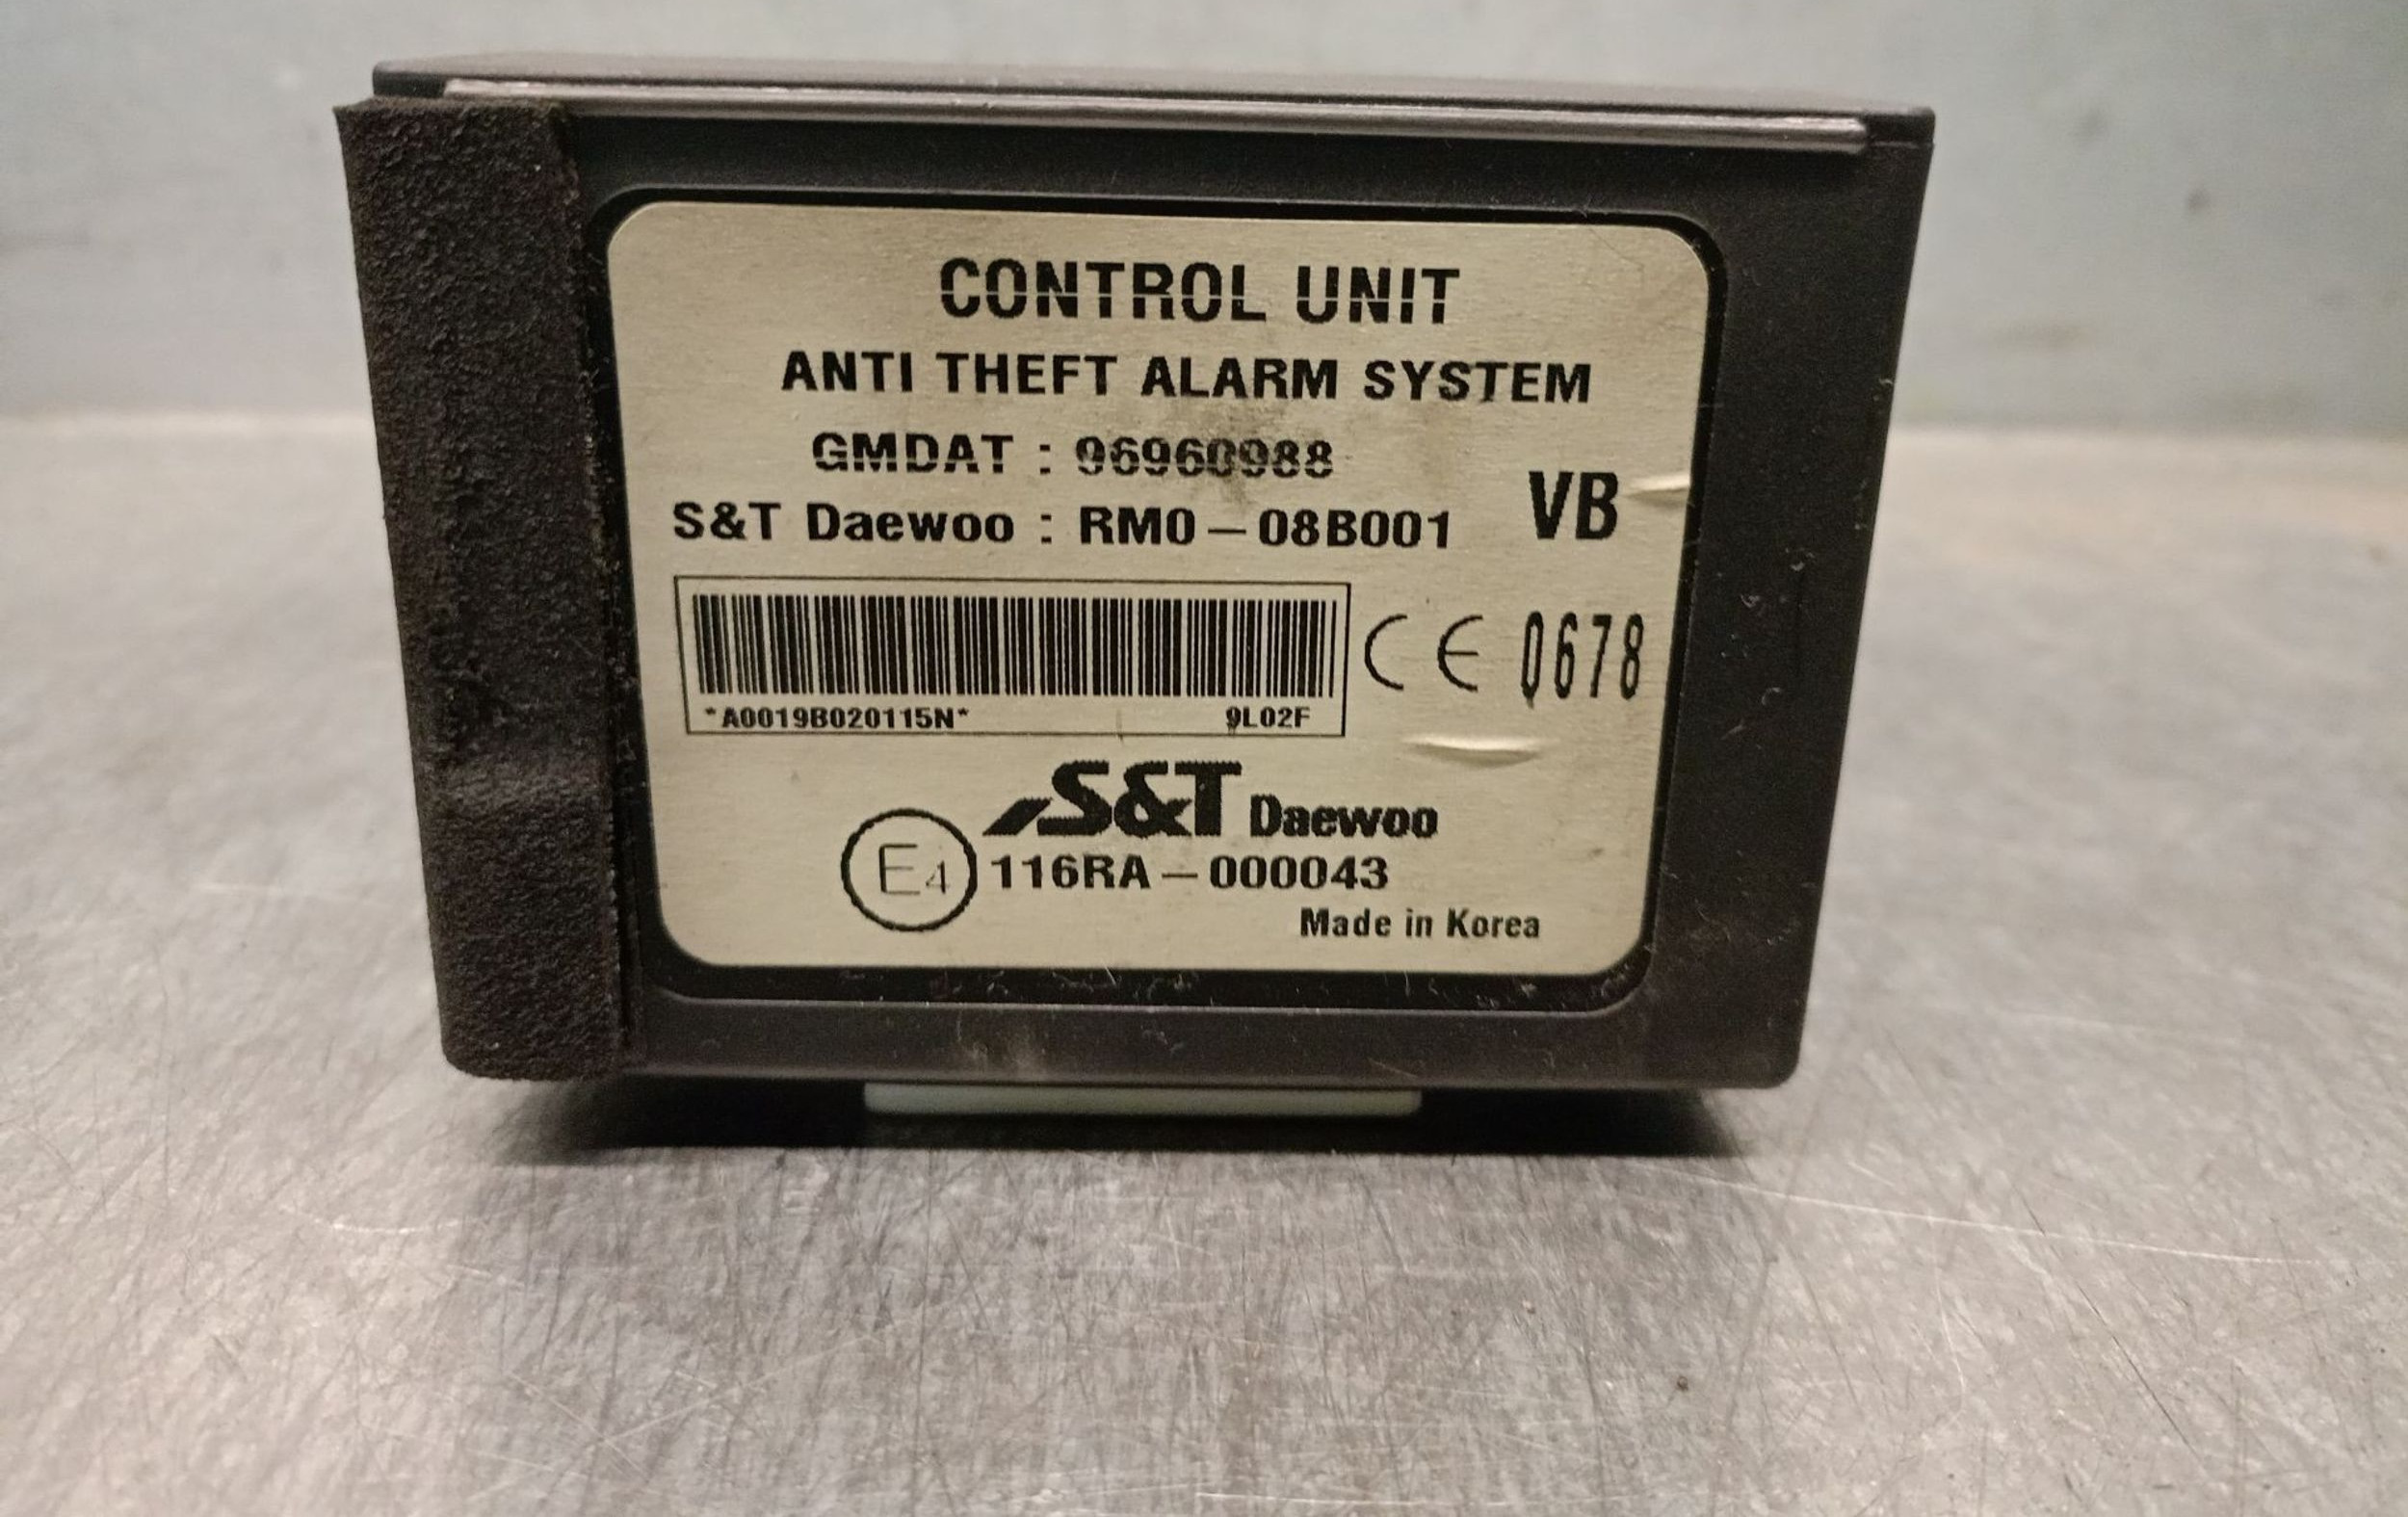 CONTROL UNIT
ANTI THEFT ALARM SYSTEM
GMDAT : 96960988
S&T Daewoo : RM0-08B001
VB
CE 0678
*A0019B020115N* 9L02F
S&T Daewoo
E4 116RA-000043
Made in Korea